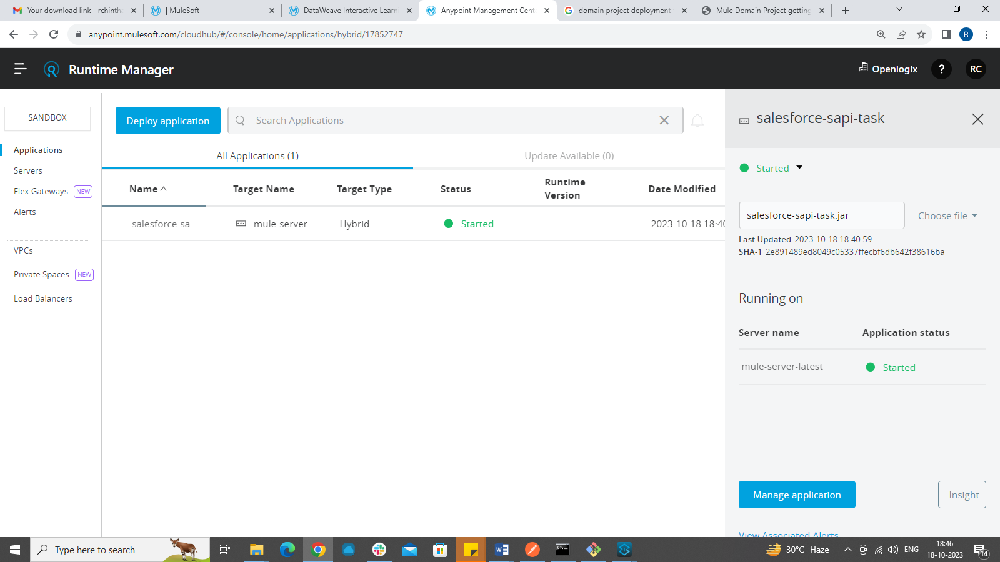 Your download link - rchintha
| MuleSoft
DataWeave Interactive Learn
Anypoint Management Cent
domain project deployment
Mule Domain Project getting
anypoint.mulesoft.com/cloudhub/#/console/home/applications/hybrid/17852747
R
Runtime Manager
Openlogix
?
RC
SANDBOX
Applications
Servers
Flex Gateways NEW
Alerts
VPCs
Private Spaces NEW
Load Balancers
Deploy application
Search Applications
All Applications (1)
Update Available (0)
Name
Target Name
Target Type
Status
Runtime
Version
Date Modified
salesforce-sa...
mule-server
Hybrid
Started
--
2023-10-18 18:40
salesforce-sapi-task
Started
salesforce-sapi-task.jar
Choose file
Last Updated 2023-10-18 18:40:59
SHA-1 2e891489ed8049c05337ffecbf6db642f38616ba
Running on
Server name
Application status
mule-server-latest
Started
Manage application
Insight
View Associated Alerts
Type here to search
30°C Haze
ENG
18:46
18-10-2023
14